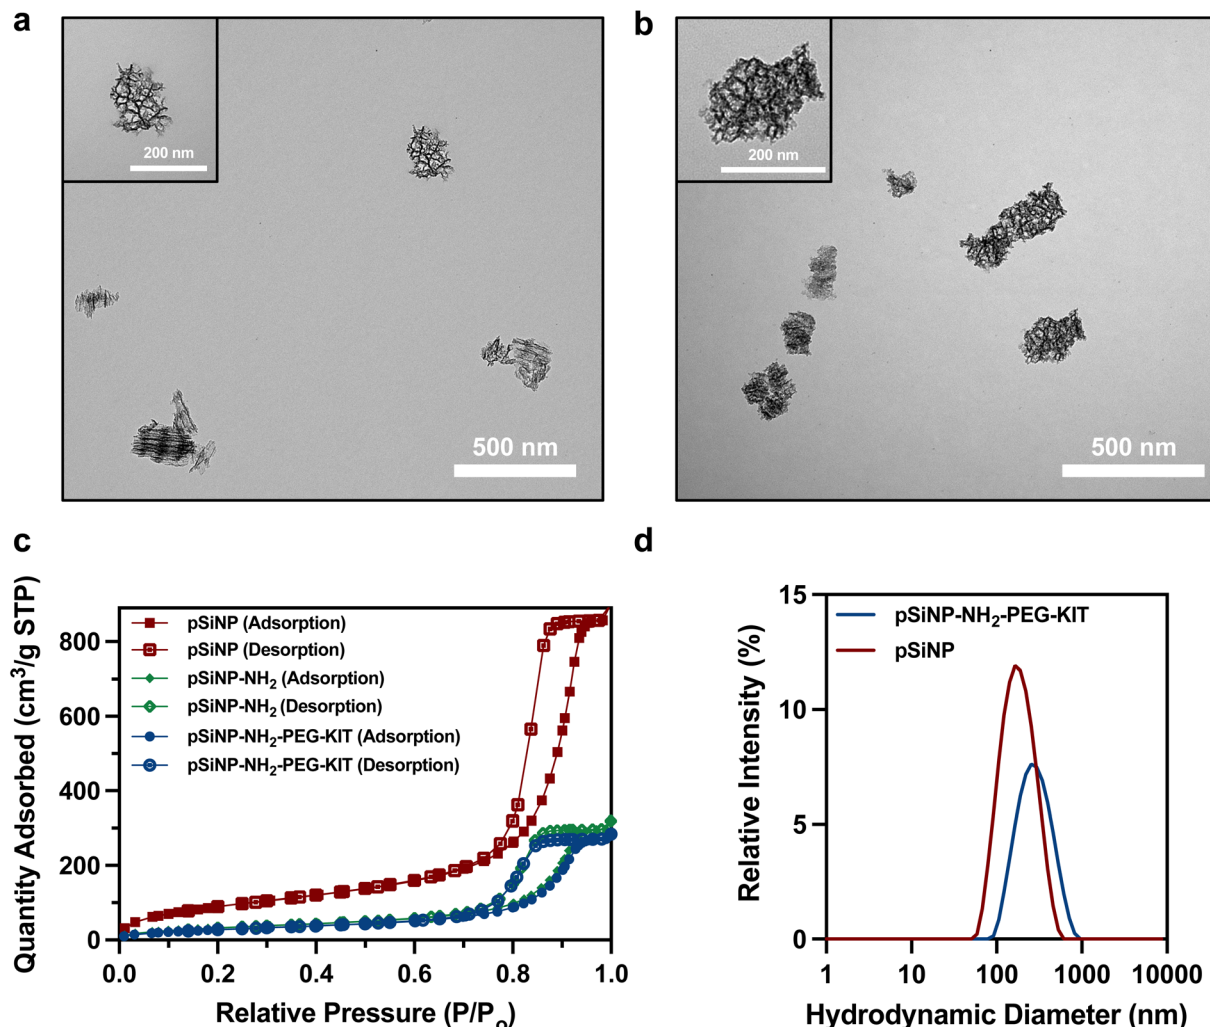 a
200 nm
500 nm
b
200 nm
500 nm
c
Quantity Adsorbed (cm³/g STP)
800
600
400
200
0
pSiNP (Adsorption)
pSiNP (Desorption)
pSiNP-NH₂ (Adsorption)
pSiNP-NH₂ (Desorption)
pSiNP-NH₂-PEG-KIT (Adsorption)
pSiNP-NH₂-PEG-KIT (Desorption)
0.0 0.2 0.4 0.6 0.8 1.0
Relative Pressure (P/Pₒ)
d
Relative Intensity (%)
15
10
5
0
pSiNP-NH₂-PEG-KIT
pSiNP
1 10 100 1000 10000
Hydrodynamic Diameter (nm)